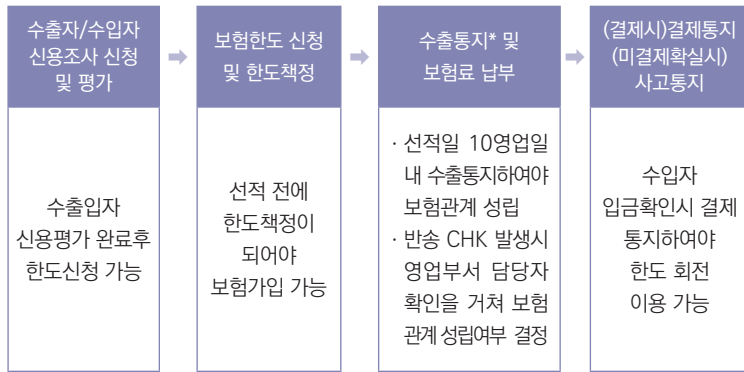 수출자/수입자
신용조사 신청
및 평가
수출입자
신용평가 완료후
한도신청 가능
보험한도 신청
및 한도책정
선적 전에
한도책정이
되어야
보험가입 가능
수출통지* 및
보험료 납부
· 선적일 10영업일
내 수출통지하여야
보험관계 성립
· 반송 CHK 발생시
영업부서 담당자
확인을 거쳐 보험
관계 성립여부 결정
(결제시)결제통지
(미결제확실시)
사고통지
수입자
입금확인시 결제
통지하여야
한도 회전
이용 가능